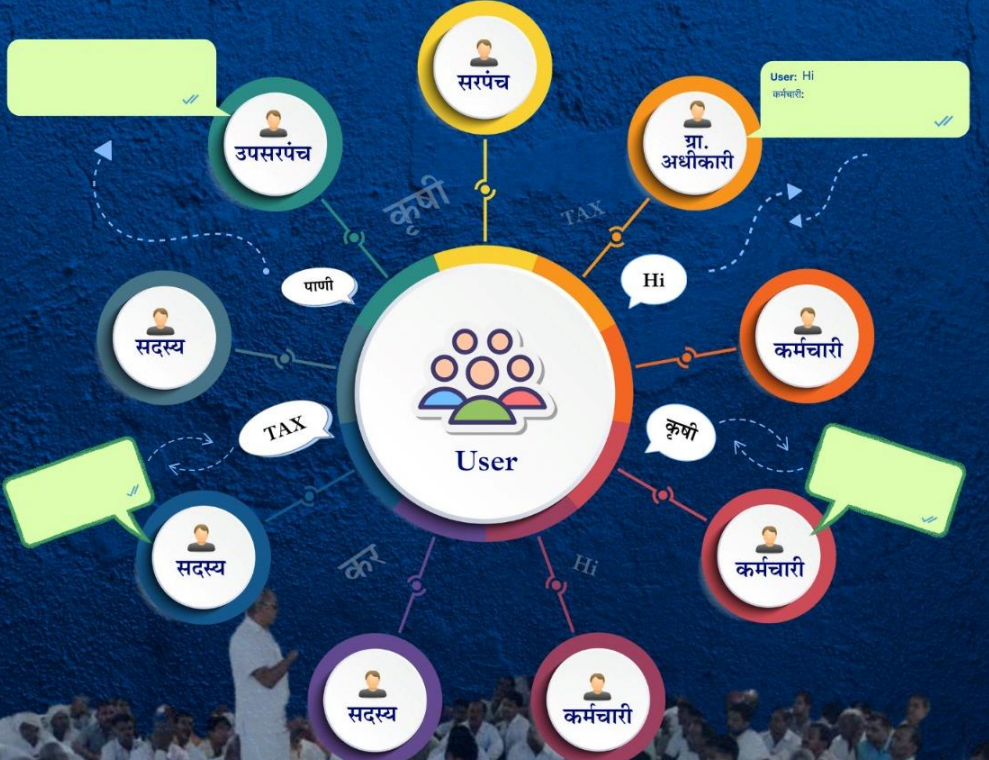 सरपंच
User: Hi
कर्मचारी:
उपसरपंच
ग्रा.
अधीकारी
कृषी
TAX
पाणी
Hi
सदस्य
कर्मचारी
TAX
कृषी
User
सदस्य
कर्मचारी
कर
Hi
सदस्य
कर्मचारी